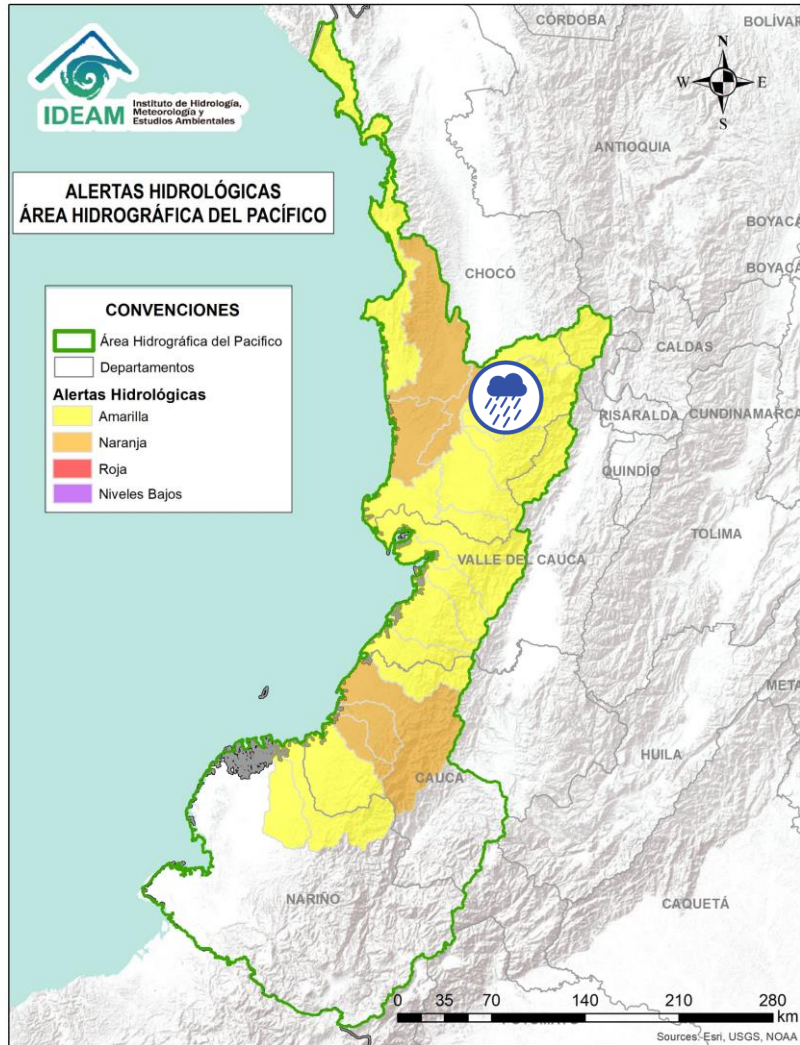 CÓRDOBA
BOLÍVAR
N
W E
S
IDEAM
Instituto de Hidrología,
Meteorología y
Estudios Ambientales
ANTIOQUIA
ALERTAS HIDROLÓGICAS
ÁREA HIDROGRÁFICA DEL PACÍFICO
BOYACÁ
BOYACÁ
CHOCÓ
CONVENCIONES
Área Hidrográfica del Pacifico
Departamentos
Alertas Hidrológicas
Amarilla
Naranja
Roja
Niveles Bajos
CALDAS
RISARALDA
CUNDINAMARCA
QUINDÍO
TOLIMA
VALLE DEL CAUCA
META
HUILA
CAUCA
NARIÑO
CAQUETÁ
0 35 70 140 210 280
km
Sources: Esri, USGS, NOAA